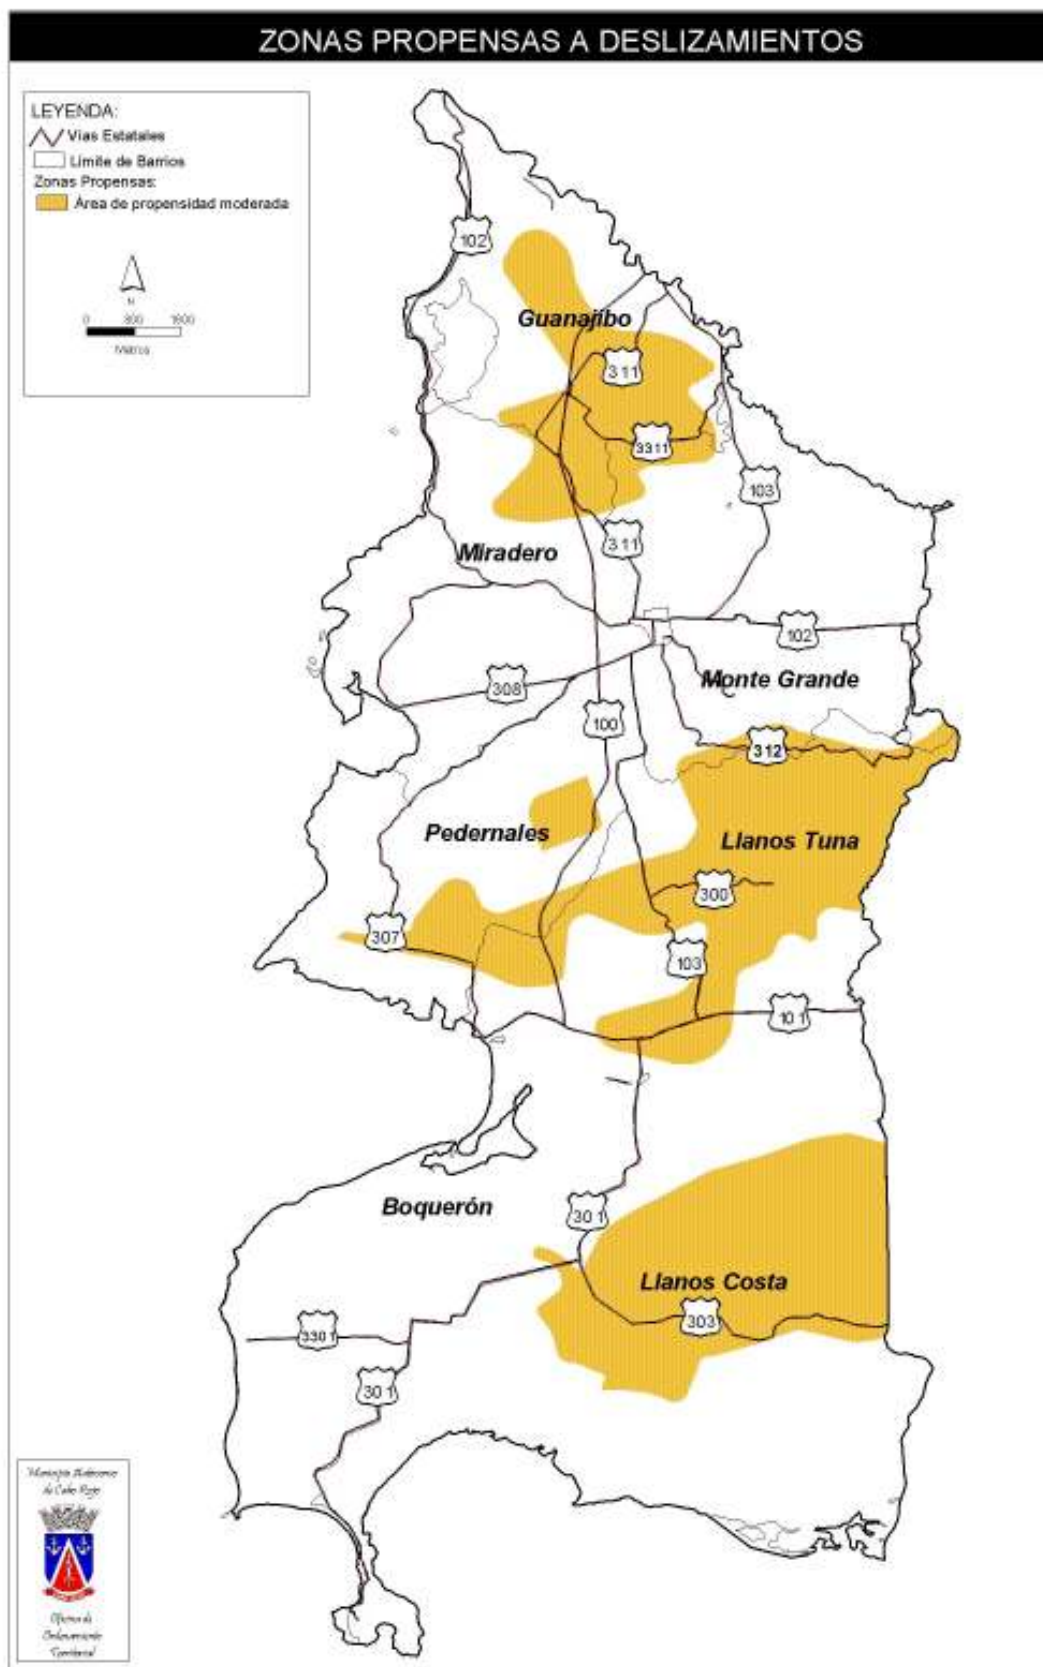 ZONAS PROPENSAS A DESLIZAMIENTOS
LEYENDA:
Vias Estatales
Limite de Barrios
Zonas Propensas:
Área de propensidad moderada
N
0 800 1600
Metros
102
Guanajibo
311
3311
103
311
Miradero
102
308
Monte Grande
100
312
Pedernales
Llanos Tuna
300
307
103
101
Boquerón
301
Llanos Costa
303
3301
301
Municipio Autónomo
de Cabo Rojo
Oficina de
Ordenamiento
Territorial